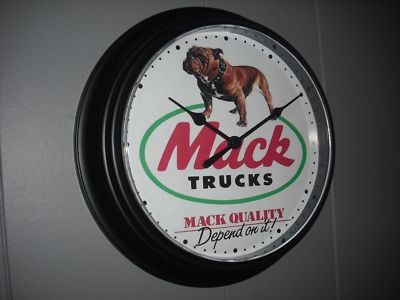 Mack
TRUCKS
MACK QUALITY
Depend on it!